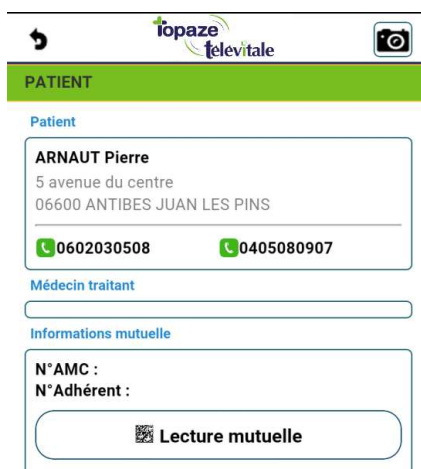 topaze
télévitale
PATIENT
Patient
ARNAUT Pierre
5 avenue du centre
06600 ANTIBES JUAN LES PINS
0602030508 0405080907
Médecin traitant
Informations mutuelle
N°AMC :
N°Adhérent :
Lecture mutuelle